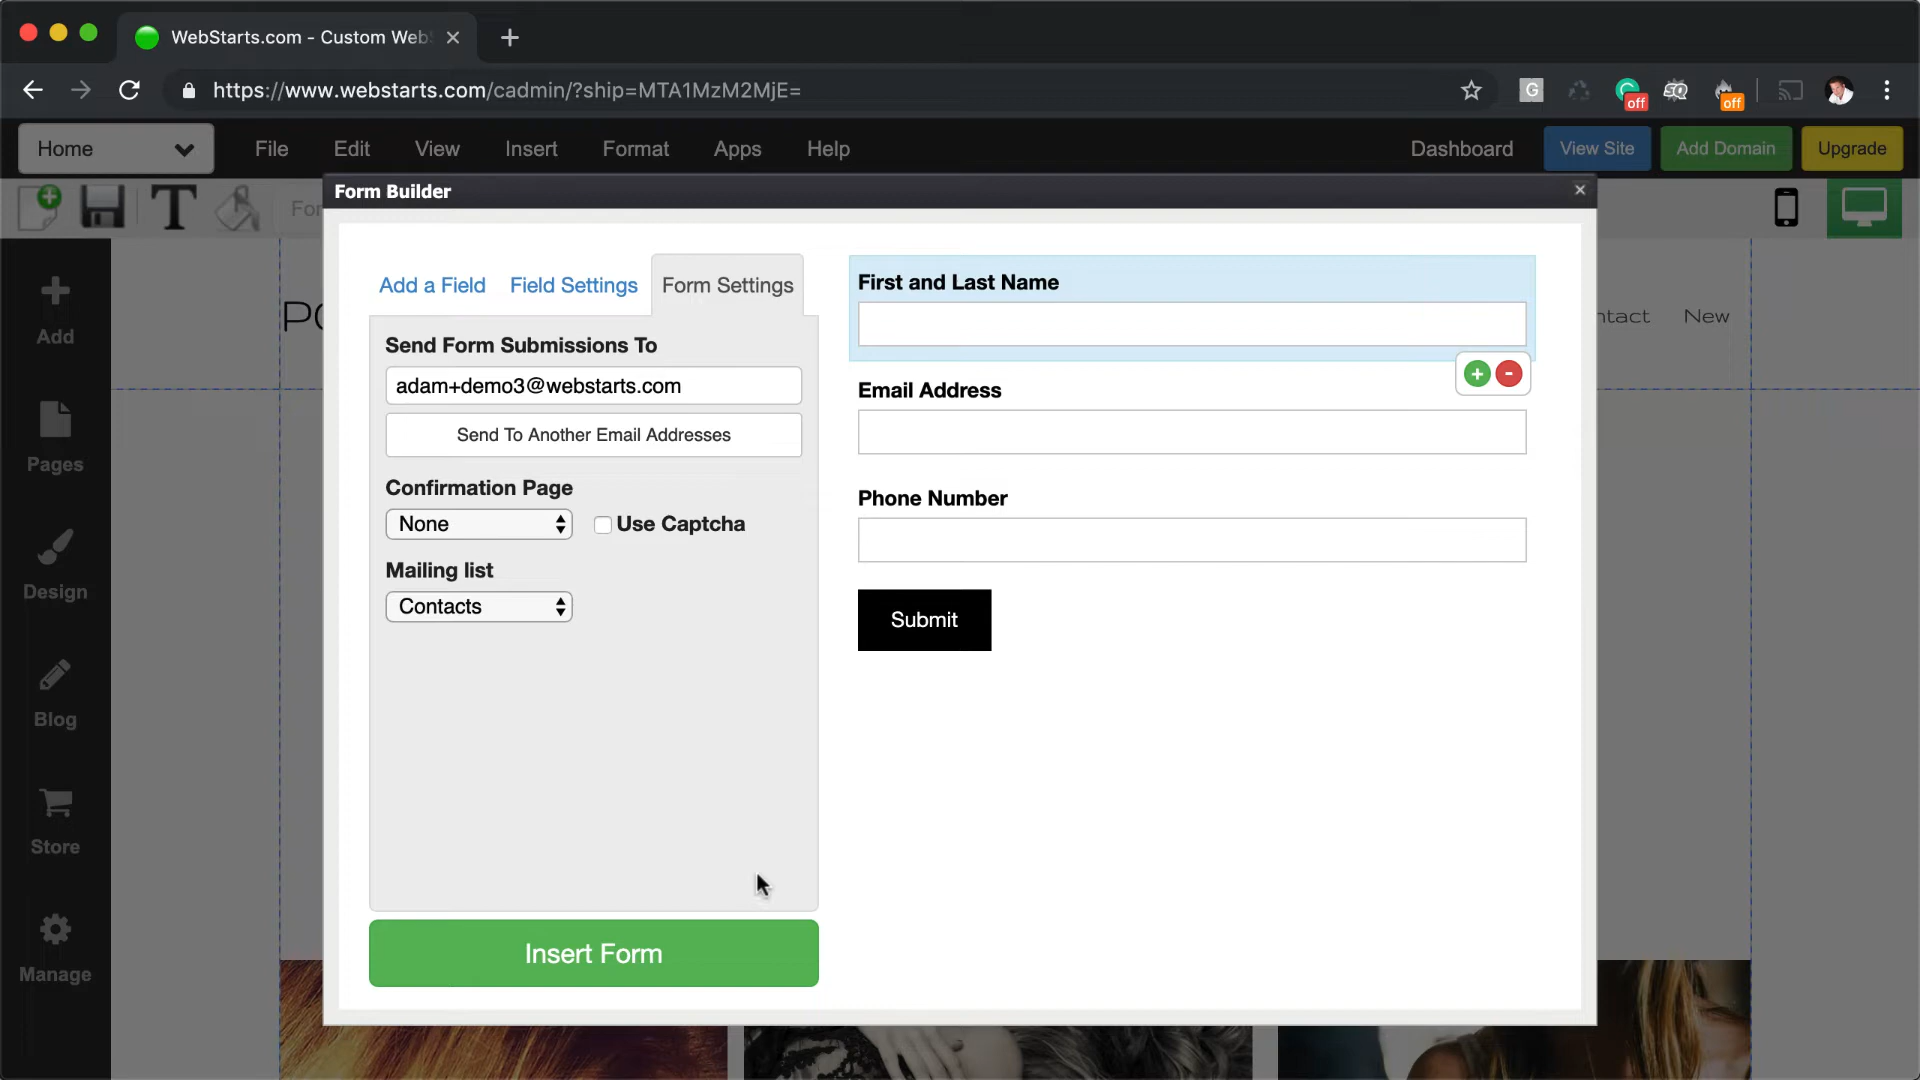 WebStarts.com - Custom Web
https://www.webstarts.com/cadmin/?ship=MTA1MzM2MjE=
G
off
off
Home
File
Edit
View
Insert
Format
Apps
Help
Dashboard
View Site
Add Domain
Upgrade
Form Builder
T
For
Add a Field
Field Settings
Form Settings
Send Form Submissions To
adam+demo3@webstarts.com
Send To Another Email Addresses
Confirmation Page
None
Use Captcha
Mailing list
Contacts
Insert Form
First and Last Name
Email Address
Phone Number
Submit
ntact
New
Add
Pages
Design
Blog
Store
Manage